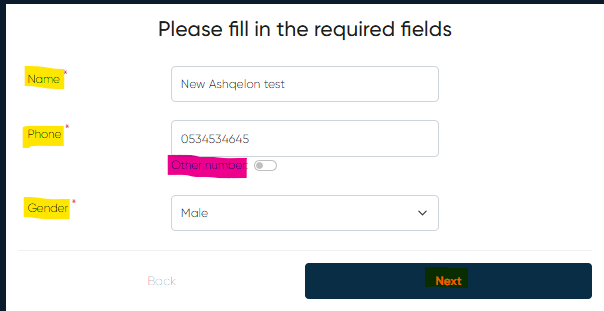 Please fill in the required fields
Name *
New Ashqelon test
Phone *
0534534645
Other number
Gender *
Male
Back
Next